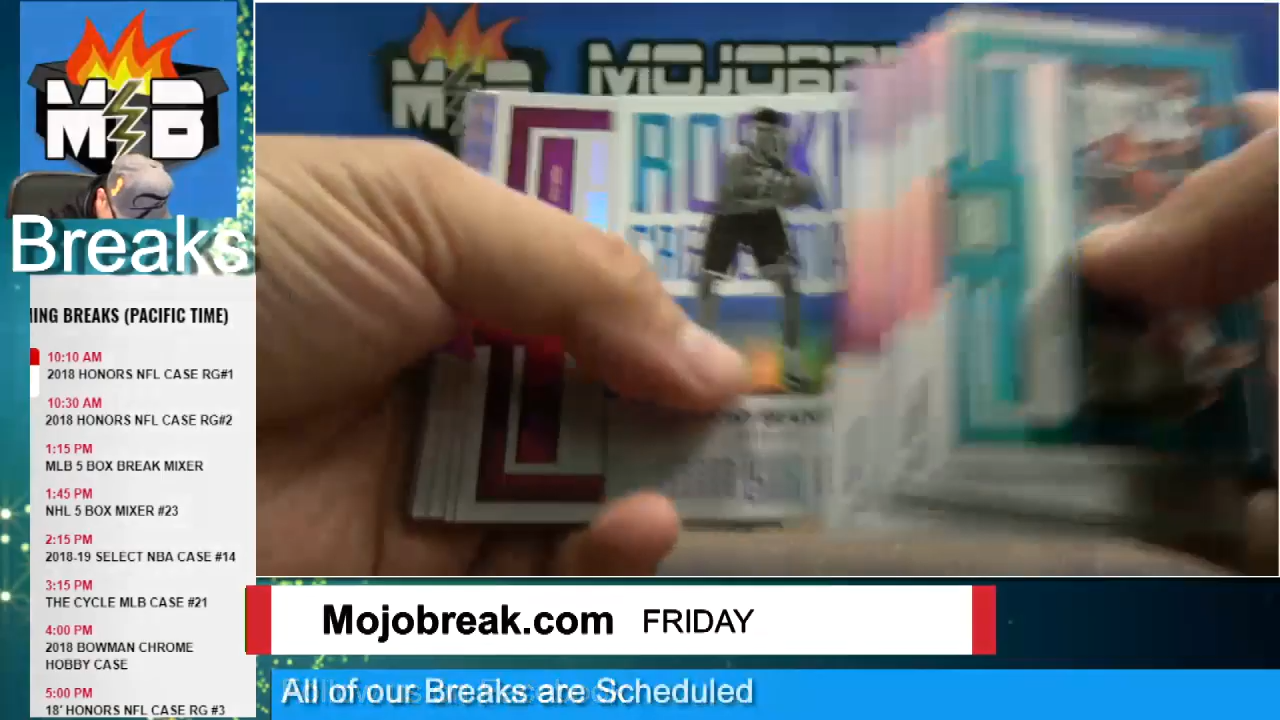 M B
MOJOBR
Breaks
ING BREAKS (PACIFIC TIME)
10:10 AM
2018 HONORS NFL CASE RG#1
10:30 AM
2018 HONORS NFL CASE RG#2
1:15 PM
MLB 5 BOX BREAK MIXER
1:45 PM
NHL 5 BOX MIXER #23
2:15 PM
2018-19 SELECT NBA CASE #14
3:15 PM
THE CYCLE MLB CASE #21
4:00 PM
2018 BOWMAN CHROME
HOBBY CASE
5:00 PM
18' HONORS NFL CASE RG #3
Mojobreak.com FRIDAY
All of our Breaks are Scheduled